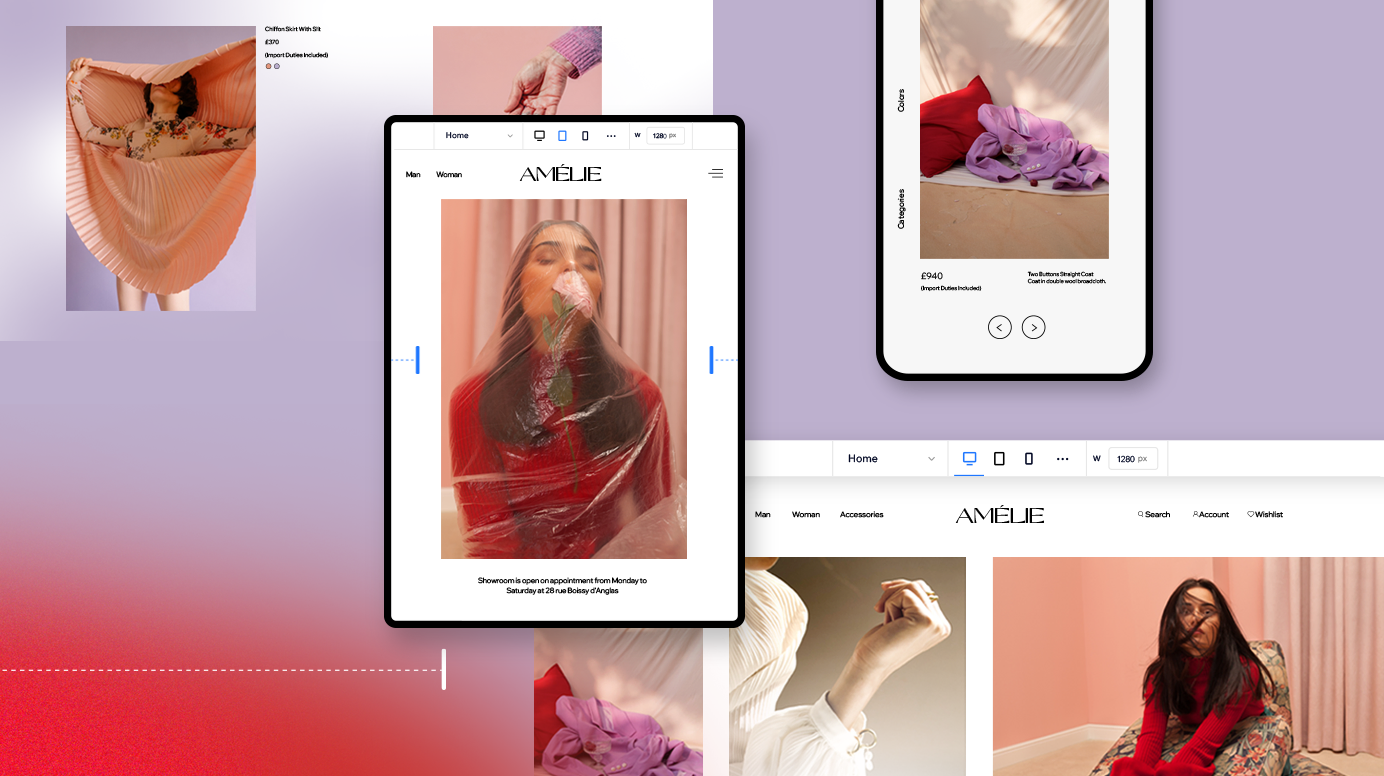 Chiffon Skirt With Slit
£370
(Import Duties Included)
Home
W
1280 px
Man
Woman
AMÉLIE
Showroom is open on appointment from Monday to
Saturday at 28 rue Boissy d'Anglas
Colors
Categories
£940
(Import Duties Included)
Two Buttons Straight Coat
Coat in double wool broadcloth.
Home
W
1280 px
Man
Woman
Accessories
AMÉLIE
Search
Account
Wishlist